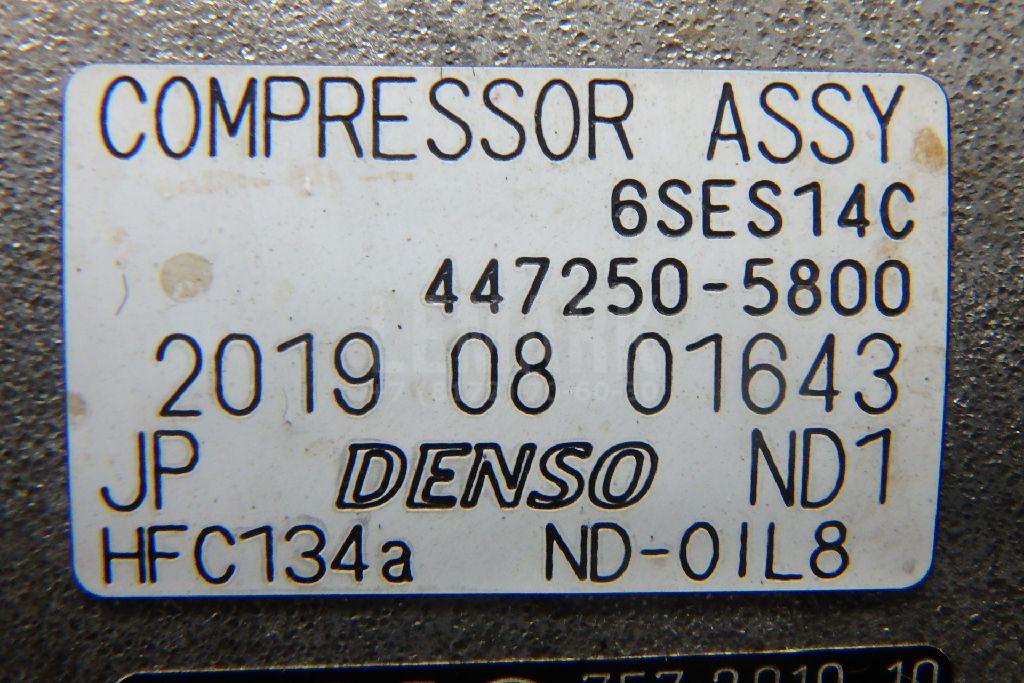 COMPRESSOR ASSY
6SES14C
447250-5800
2019 08 01643
JP DENSO ND1
HFC134a ND-OIL8